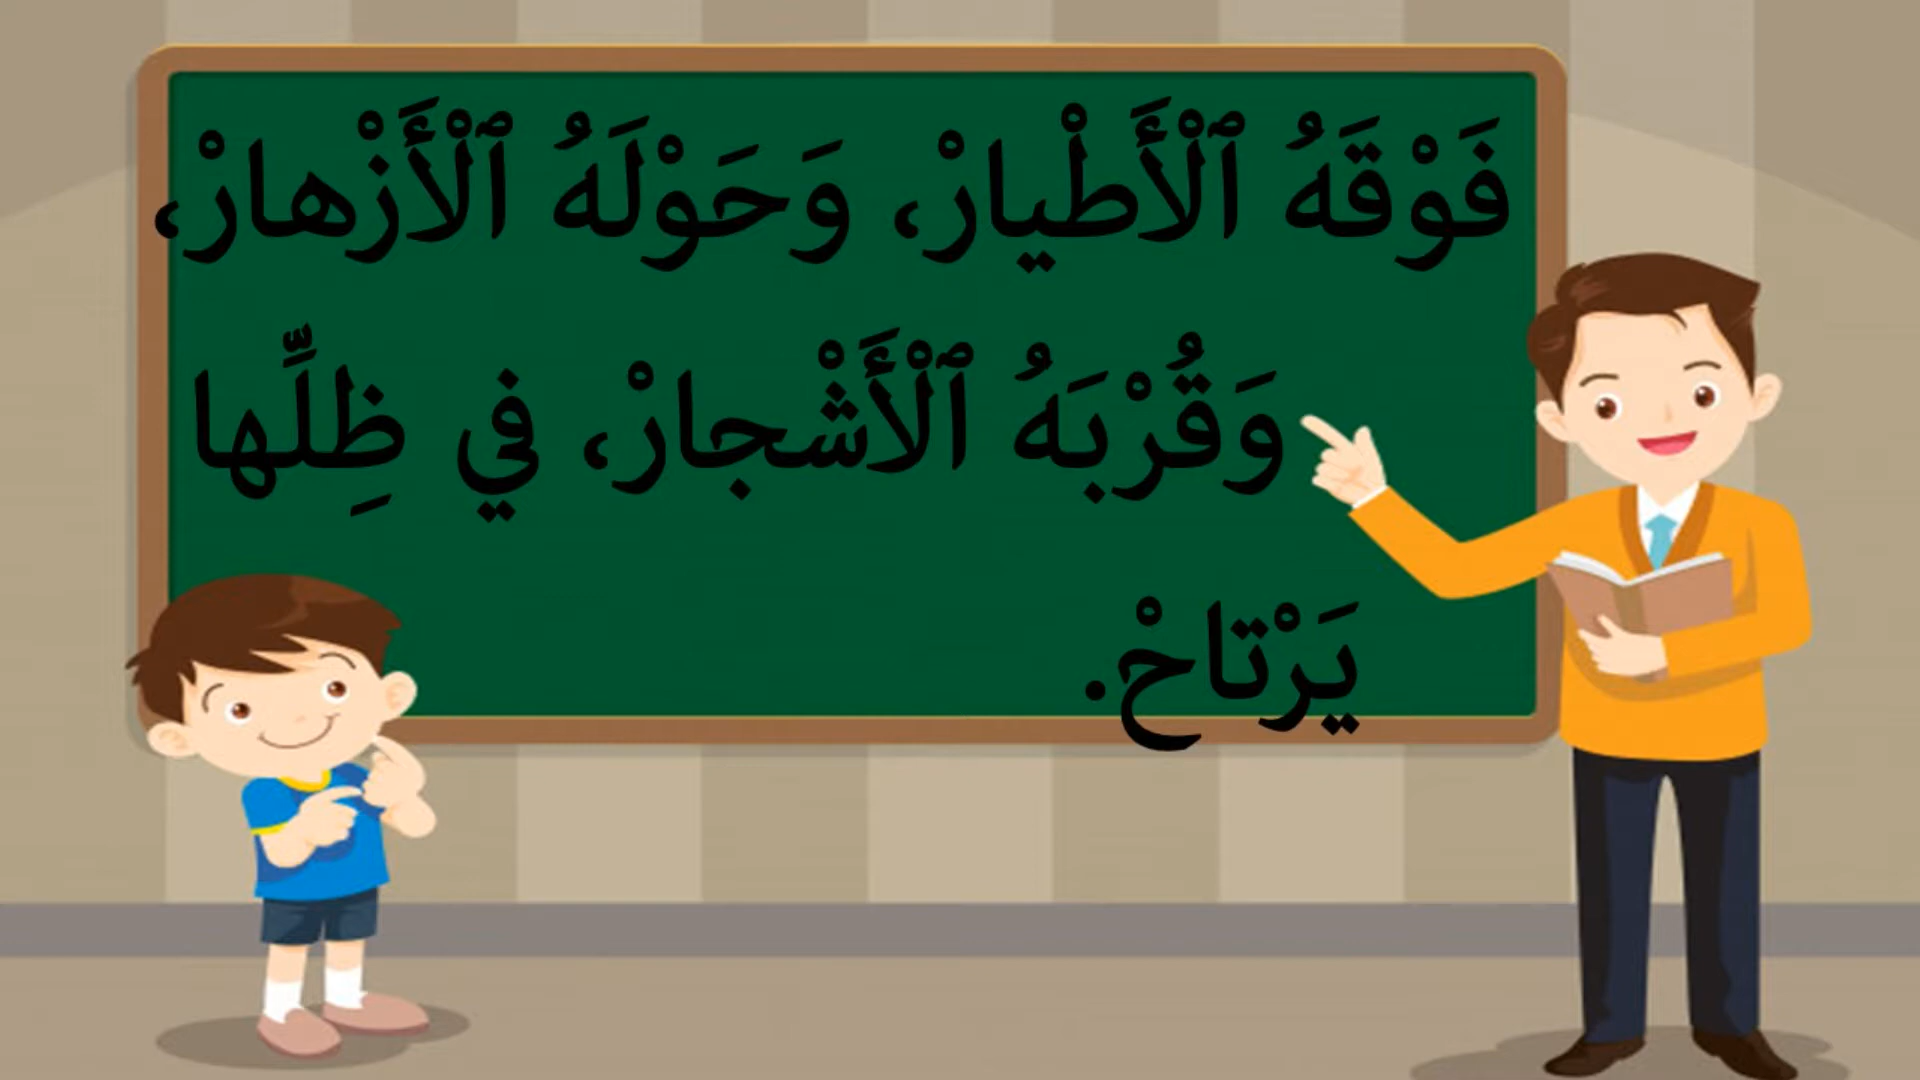 فَوْقَهُ ٱلْأَطْيارْ، وَحَوْلَهُ ٱلْأَزْهارْ،
وَقُرْبَهُ ٱلْأَشْجارْ، في ظِلِّها
يَرْتاحْ.